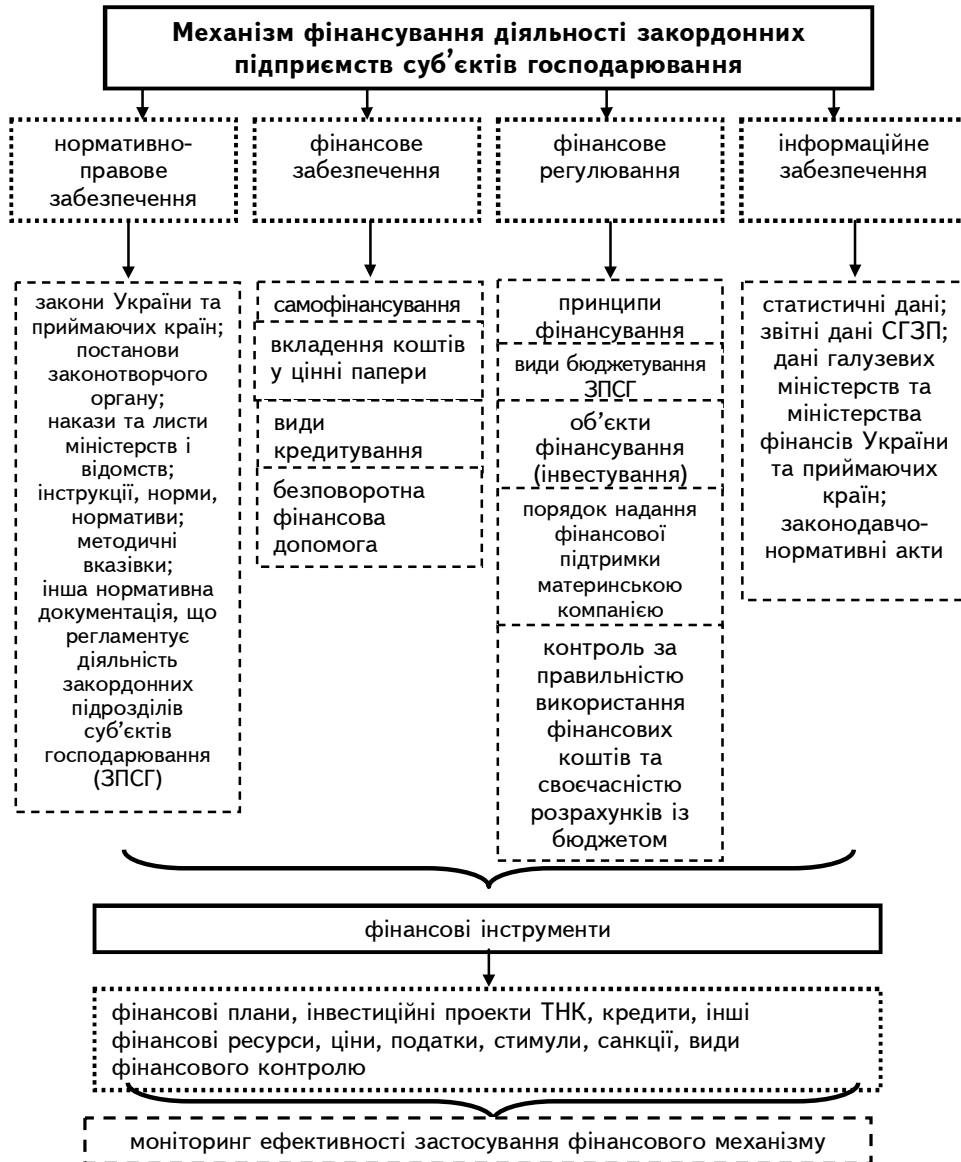 Механізм фінансування діяльності закордонних
підприємств суб’єктів господарювання
нормативно-
правове
забезпечення
фінансове
забезпечення
фінансове
регулювання
інформаційне
забезпечення
закони України та
приймаючих країн;
постанови
законотворчого
органу;
накази та листи
міністерств і
відомств;
інструкції, норми,
нормативи;
методичні
вказівки;
інша нормативна
документація, що
регламентує
діяльність
закордонних
підрозділів
суб’єктів
господарювання
(ЗПСГ)
самофінансування
вкладення коштів
у цінні папери
види
кредитування
безповоротна
фінансова
допомога
принципи
фінансування
види бюджетування
ЗПСГ
об’єкти
фінансування
(інвестування)
порядок надання
фінансової
підтримки
материнською
компанією
контроль за
правильністю
використання
фінансових
коштів та
своєчасністю
розрахунків із
бюджетом
статистичні дані;
звітні дані СГЗП;
дані галузевих
міністерств та
міністерства
фінансів України
та приймаючих
країн;
законодавчо-
нормативні акти
фінансові інструменти
фінансові плани, інвестиційні проекти ТНК, кредити, інші
фінансові ресурси, ціни, податки, стимули, санкції, види
фінансового контролю
моніторинг ефективності застосування фінансового механізму